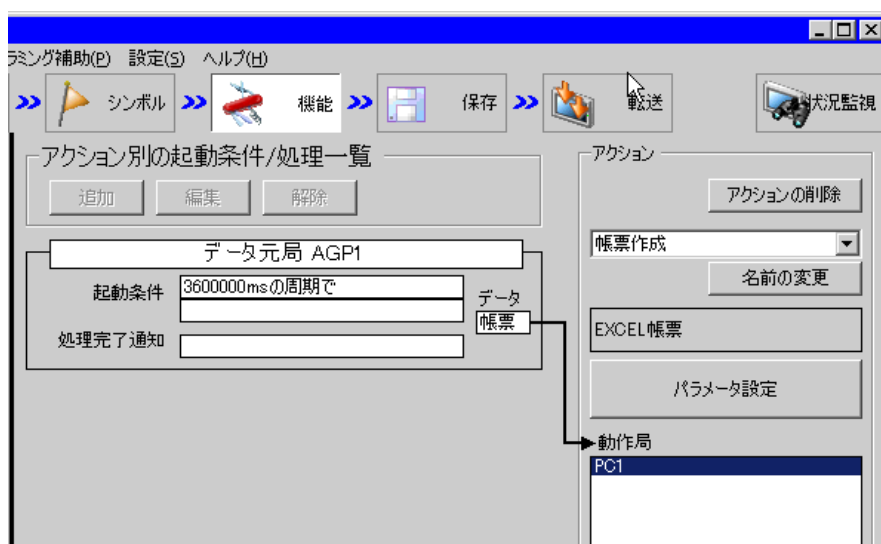 ラミング補助(P) 設定(S) ヘルプ(H)
シンボル 機能 保存 転送 状況監視
アクション別の起動条件/処理一覧
追加 編集 解除
データ元局 AGP1
起動条件 3600000msの周期で
データ
帳票
処理完了通知
アクション
アクションの削除
帳票作成
名前の変更
EXCEL帳票
パラメータ設定
動作局
PC1